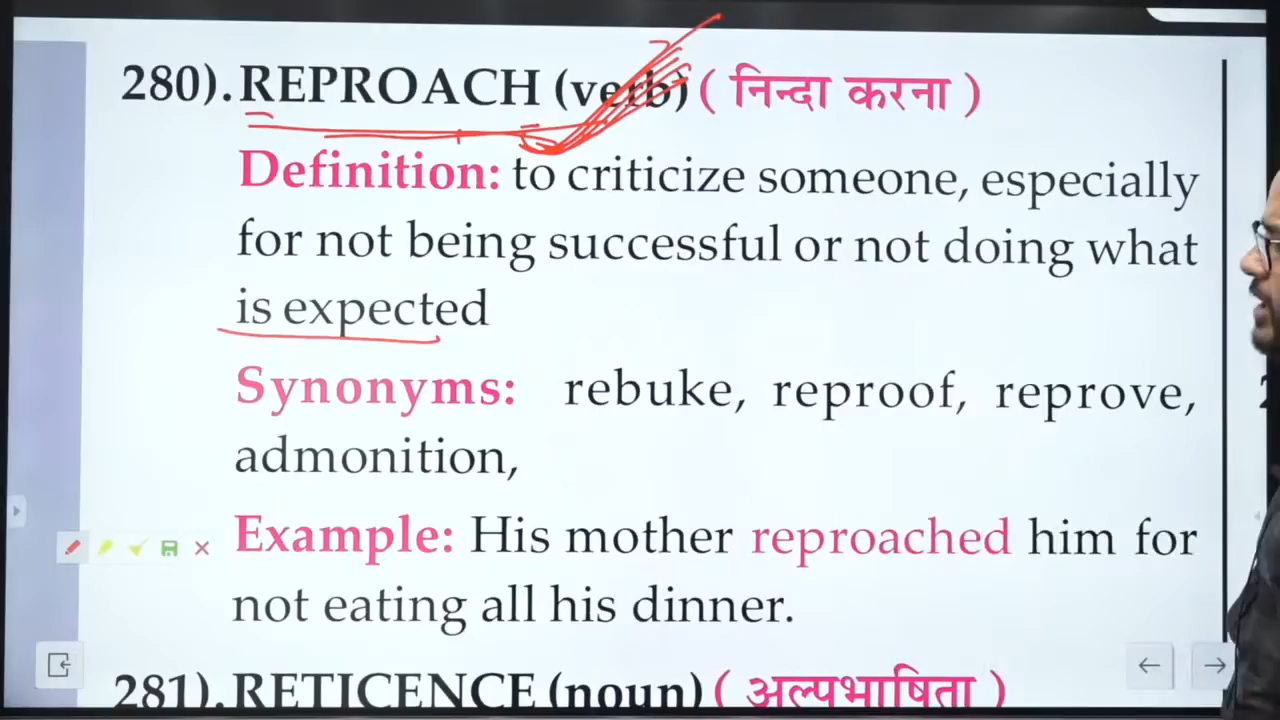 280). REPROACH (verb) ( निन्दा करना )
Definition: to criticize someone, especially
for not being successful or not doing what
is expected
Synonyms: rebuke, reproof, reprove,
admonition,
Example: His mother reproached him for
not eating all his dinner.
281). RETICENCE (noun) ( अल्पभाषिता )